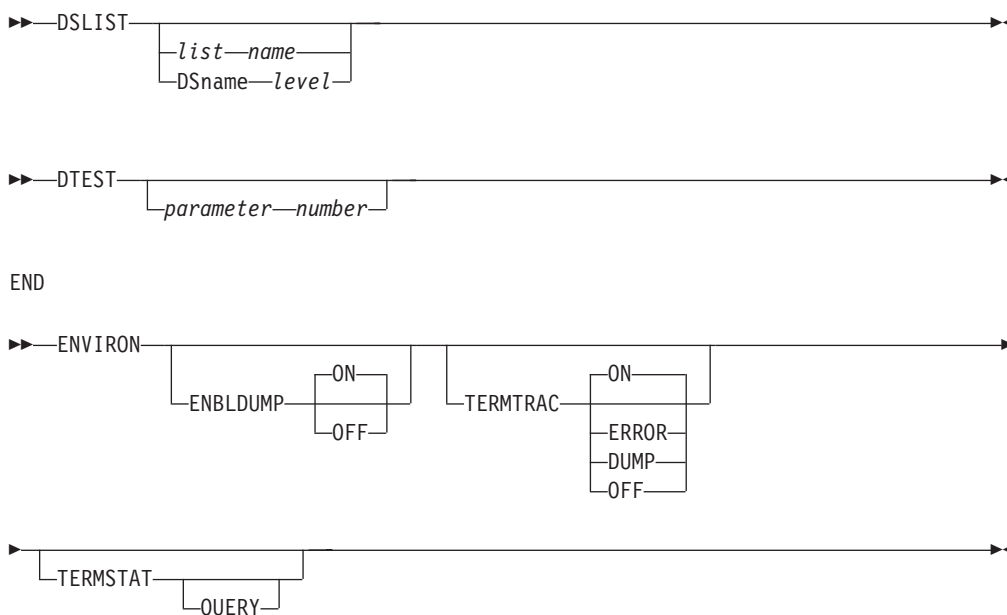 DSLIST
list name
DSname level
DTEST
parameter number
END
ENVIRON
ENBLDUMP
ON
OFF
TERMTRAC
ON
ERROR
DUMP
OFF
TERMSTAT
QUERY